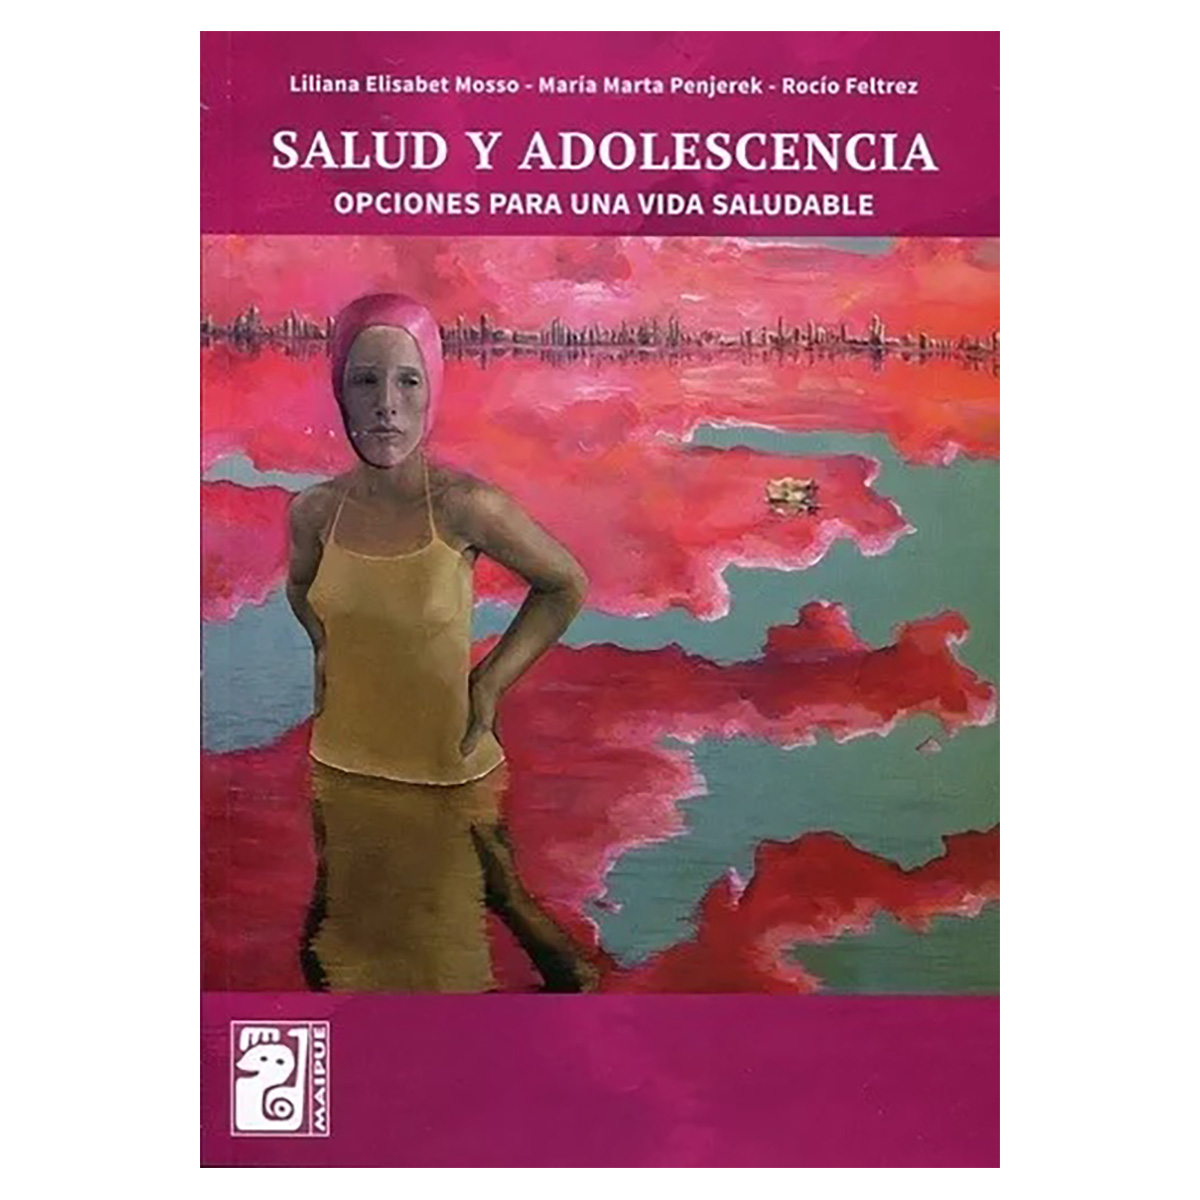 Liliana Elisabet Mosso - María Marta Penjerek - Rocío Feltrez
SALUD Y ADOLESCENCIA
OPCIONES PARA UNA VIDA SALUDABLE
MAIPUE